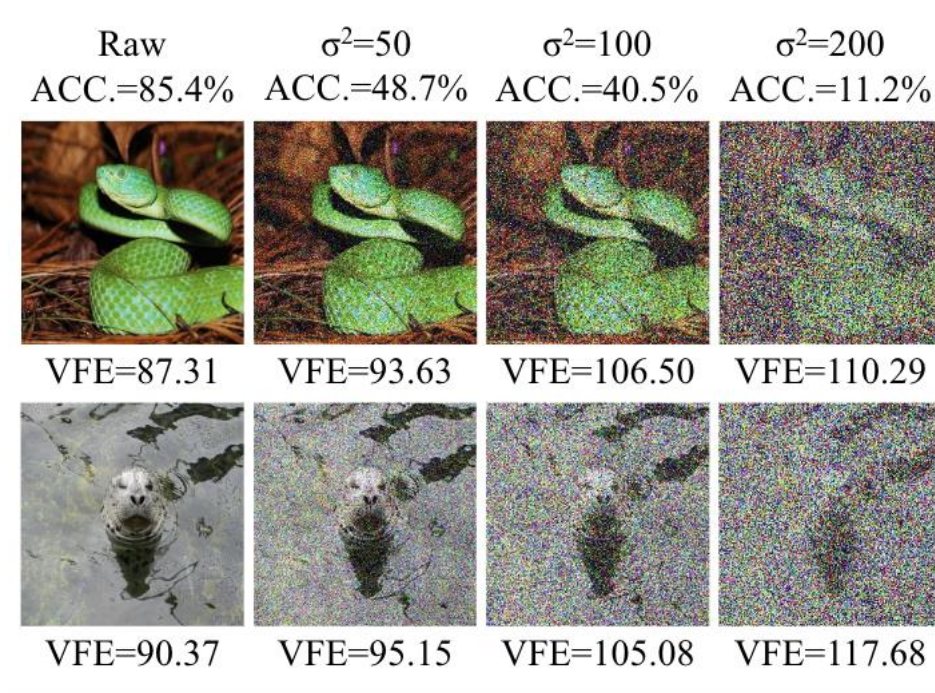 Raw σ²=50 σ²=100 σ²=200
ACC.=85.4% ACC.=48.7% ACC.=40.5% ACC.=11.2%
VFE=87.31 VFE=93.63 VFE=106.50 VFE=110.29
VFE=90.37 VFE=95.15 VFE=105.08 VFE=117.68